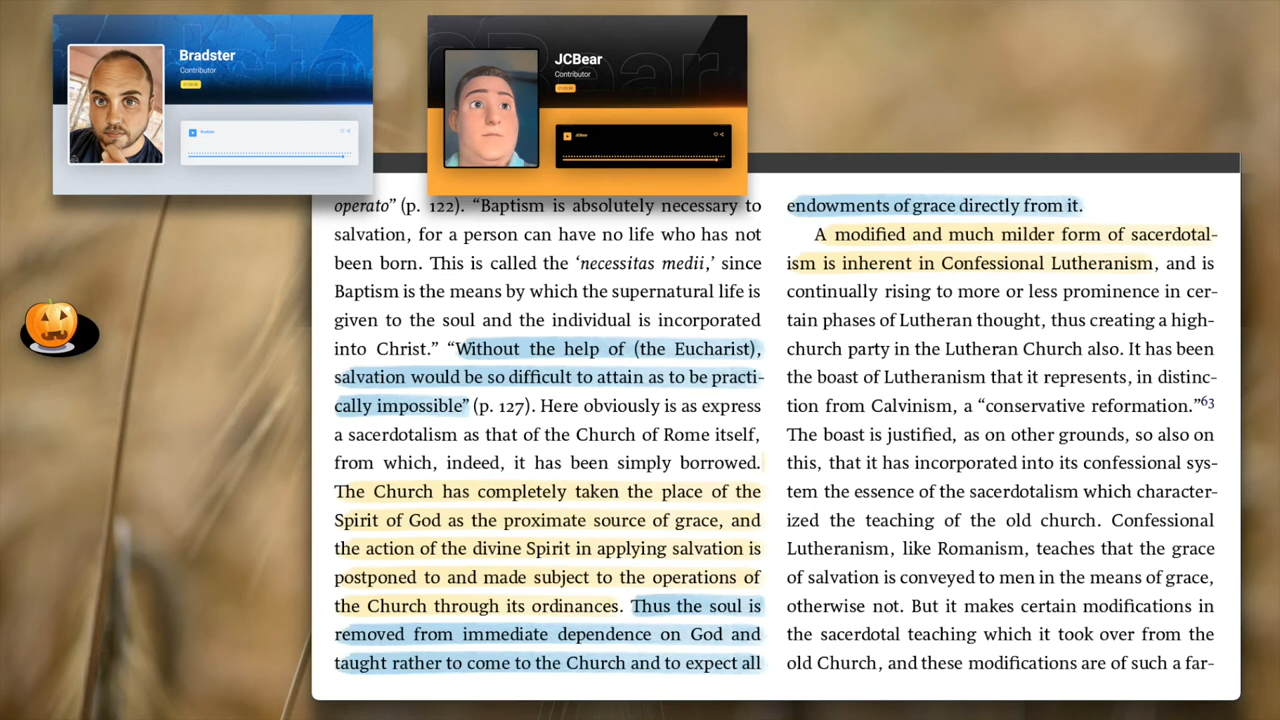 Bradster
Contributor
Bradster
JCBear
Contributor
JCBear
operato” (p. 122). “Baptism is absolutely necessary to
salvation, for a person can have no life who has not
been born. This is called the ‘necessitas medii,’ since
Baptism is the means by which the supernatural life is
given to the soul and the individual is incorporated
into Christ.” “Without the help of (the Eucharist),
salvation would be so difficult to attain as to be practi-
cally impossible” (p. 127). Here obviously is as express
a sacerdotalism as that of the Church of Rome itself,
from which, indeed, it has been simply borrowed.
The Church has completely taken the place of the
Spirit of God as the proximate source of grace, and
the action of the divine Spirit in applying salvation is
postponed to and made subject to the operations of
the Church through its ordinances. Thus the soul is
removed from immediate dependence on God and
taught rather to come to the Church and to expect all
endowments of grace directly from it.
A modified and much milder form of sacerdotal-
ism is inherent in Confessional Lutheranism, and is
continually rising to more or less prominence in cer-
tain phases of Lutheran thought, thus creating a high-
church party in the Lutheran Church also. It has been
the boast of Lutheranism that it represents, in distinc-
tion from Calvinism, a “conservative reformation.”63
The boast is justified, as on other grounds, so also on
this, that it has incorporated into its confessional sys-
tem the essence of the sacerdotalism which character-
ized the teaching of the old church. Confessional
Lutheranism, like Romanism, teaches that the grace
of salvation is conveyed to men in the means of grace,
otherwise not. But it makes certain modifications in
the sacerdotal teaching which it took over from the
old Church, and these modifications are of such a far-